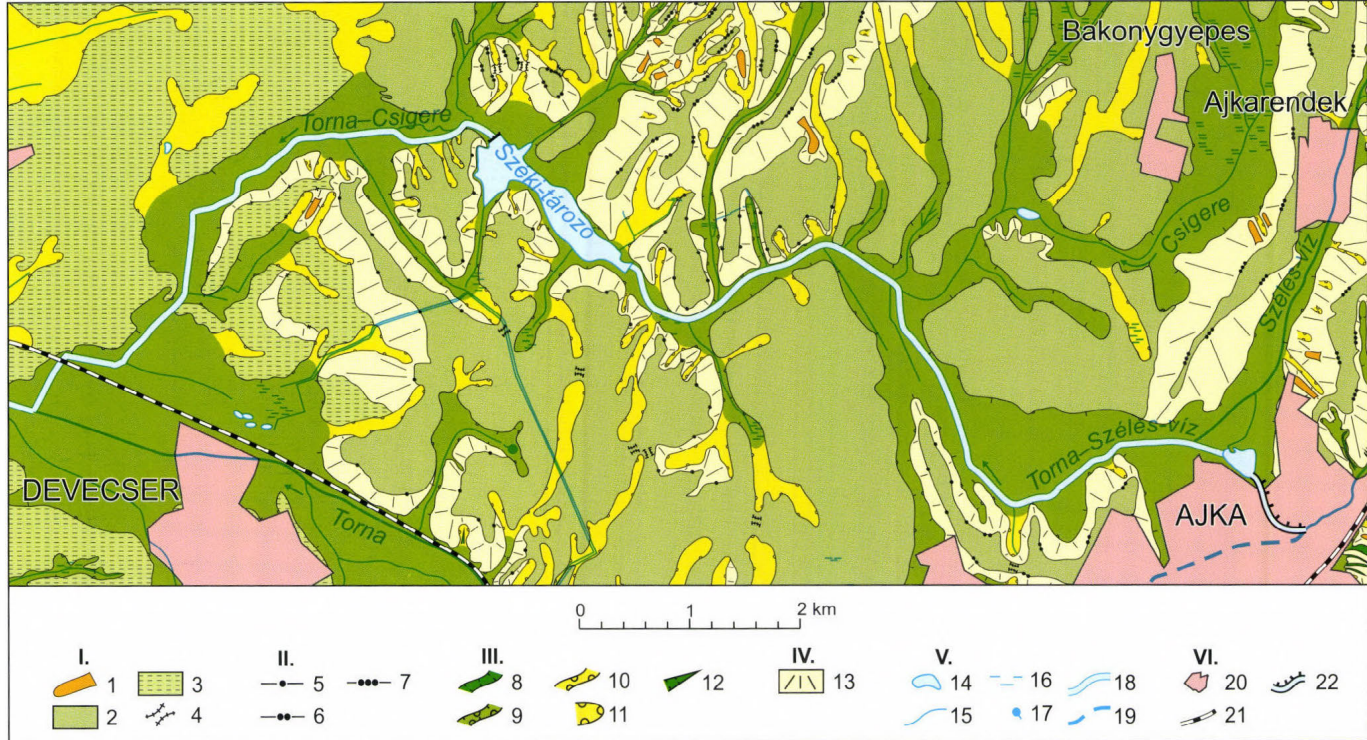 Bakonygyepes
Ajkarendek
Torna–Csigere
Széki-tározó
Csigere
Széles-víz
Torna–Széles-víz
DEVECSER
Torna
AJKA
0 1 2 km
I. II. III. IV. V. VI.
1 3 5 7 8 10 12 13 14 16 18 20 22
2 4 6 9 11 15 17 19 21